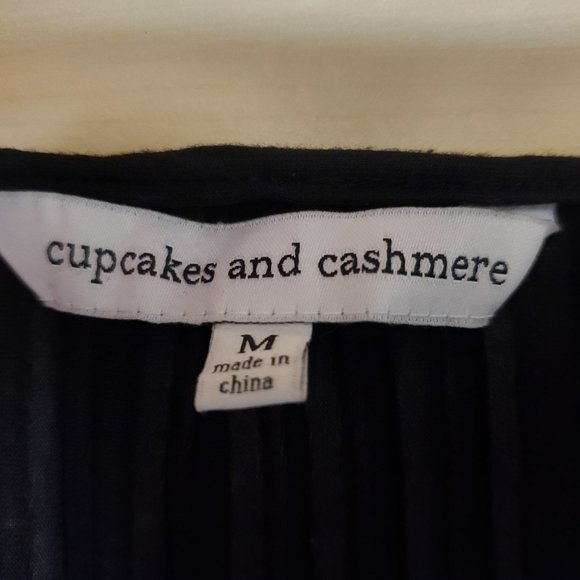 cupcakes and cashmere
M
made in
china